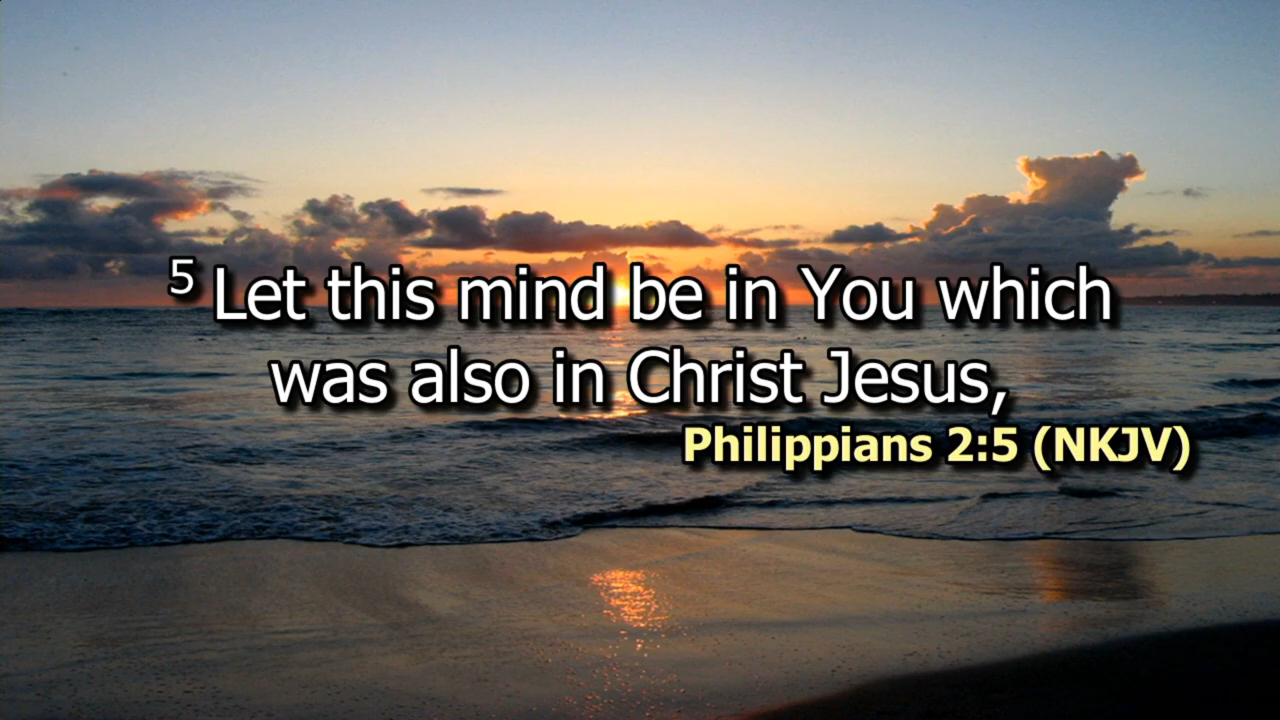 5 Let this mind be in You which
was also in Christ Jesus,
Philippians 2:5 (NKJV)